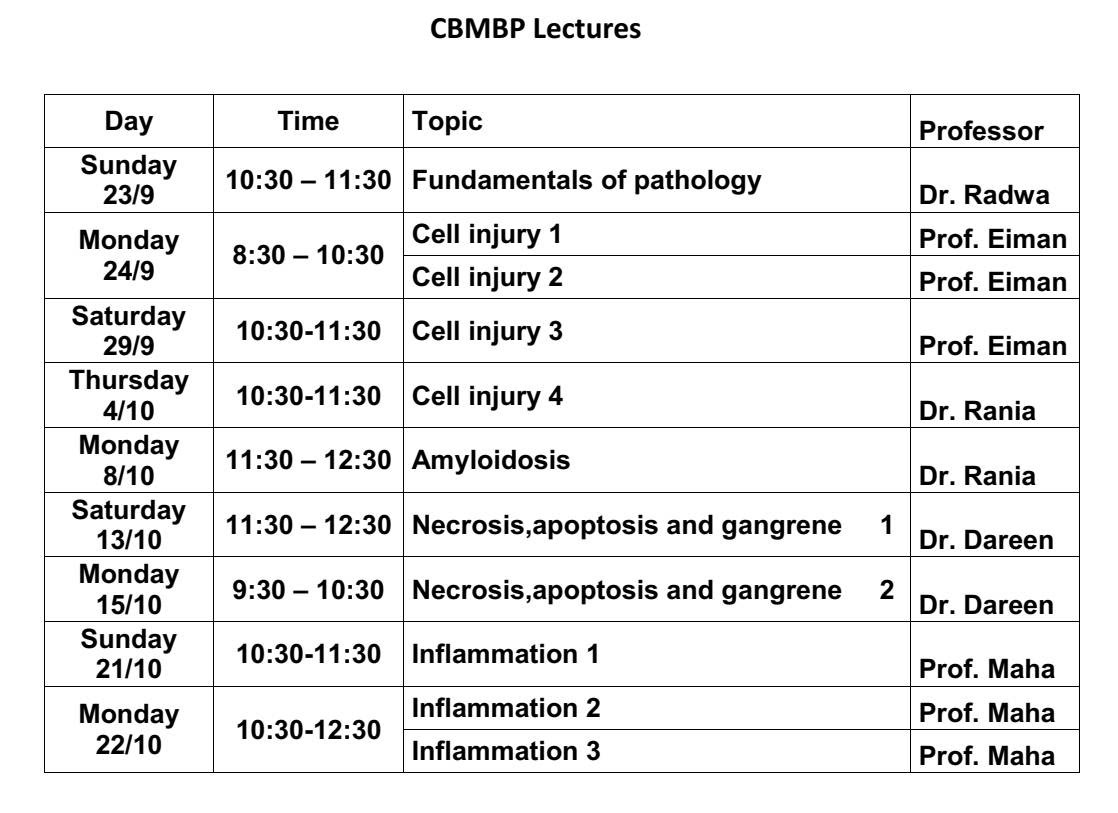 CBMBP Lectures
Day Time Topic Professor
Sunday
23/9 10:30 – 11:30 Fundamentals of pathology Dr. Radwa
Monday
24/9 8:30 – 10:30 Cell injury 1 Prof. Eiman
Cell injury 2 Prof. Eiman
Saturday
29/9 10:30-11:30 Cell injury 3 Prof. Eiman
Thursday
4/10 10:30-11:30 Cell injury 4 Dr. Rania
Monday
8/10 11:30 – 12:30 Amyloidosis Dr. Rania
Saturday
13/10 11:30 – 12:30 Necrosis,apoptosis and gangrene 1 Dr. Dareen
Monday
15/10 9:30 – 10:30 Necrosis,apoptosis and gangrene 2 Dr. Dareen
Sunday
21/10 10:30-11:30 Inflammation 1 Prof. Maha
Monday
22/10 10:30-12:30 Inflammation 2 Prof. Maha
Inflammation 3 Prof. Maha